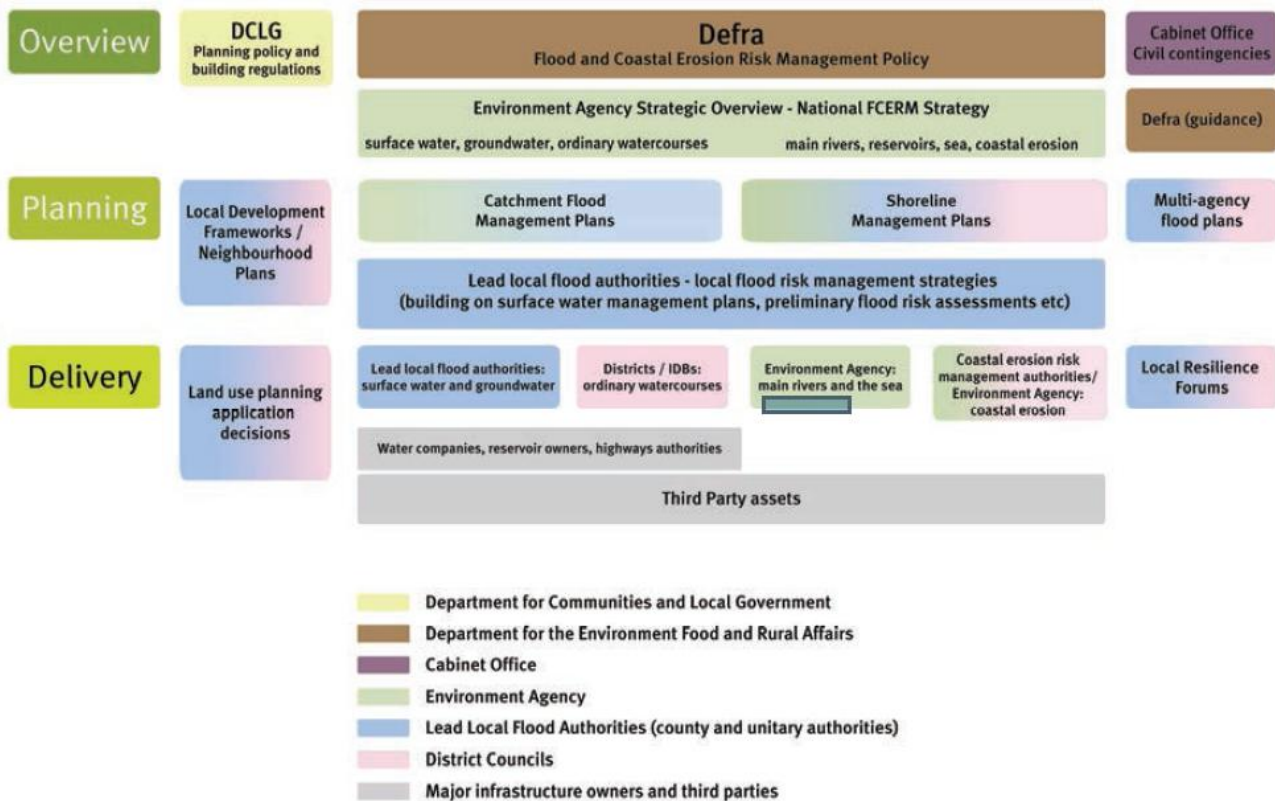 Overview
DCLG
Planning policy and
building regulations
Defra
Flood and Coastal Erosion Risk Management Policy
Cabinet Office
Civil contingencies
Environment Agency Strategic Overview - National FCERM Strategy
surface water, groundwater, ordinary watercourses
main rivers, reservoirs, sea, coastal erosion
Defra (guidance)
Planning
Local Development
Frameworks /
Neighbourhood
Plans
Catchment Flood
Management Plans
Shoreline
Management Plans
Multi-agency
flood plans
Lead local flood authorities - local flood risk management strategies
(building on surface water management plans, preliminary flood risk assessments etc)
Delivery
Land use planning
application
decisions
Lead local flood authorities:
surface water and groundwater
Districts / IDBs:
ordinary watercourses
Environment Agency:
main rivers and the sea
Coastal erosion risk
management authorities/
Environment Agency:
coastal erosion
Local Resilience
Forums
Water companies, reservoir owners, highways authorities
Third Party assets
Department for Communities and Local Government
Department for the Environment Food and Rural Affairs
Cabinet Office
Environment Agency
Lead Local Flood Authorities (county and unitary authorities)
District Councils
Major infrastructure owners and third parties